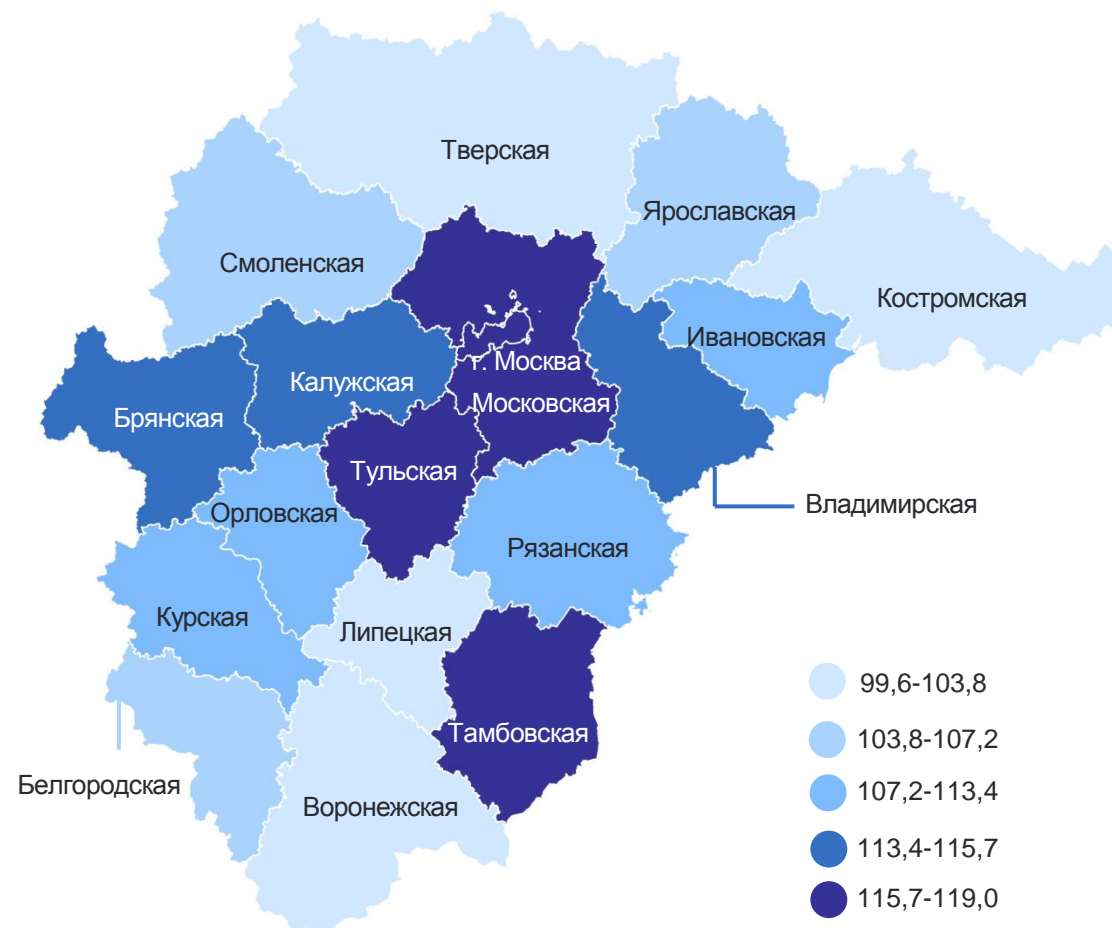 Тверская
Ярославская
Смоленская
Костромская
Ивановская
г. Москва
Калужская
Московская
Брянская
Тульская
Владимирская
Орловская
Рязанская
Курская
Липецкая
99,6-103,8
Тамбовская
103,8-107,2
Белгородская
107,2-113,4
Воронежская
113,4-115,7
115,7-119,0